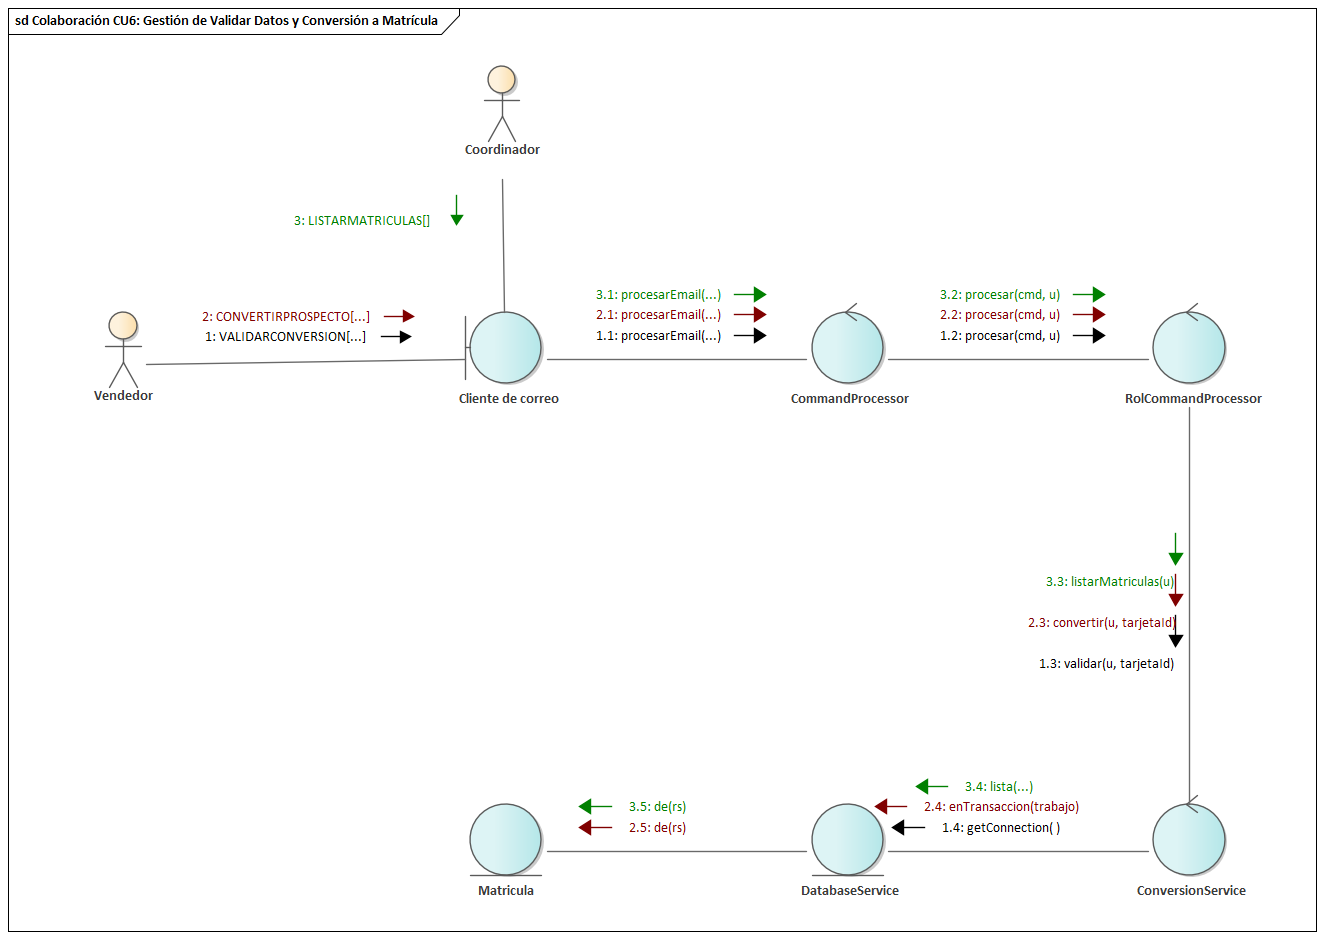 sd Colaboración CU6: Gestión de Validar Datos y Conversión a Matrícula
Coordinador
3: LISTARMATRICULAS[]
2: CONVERTIRPROSPECTO[...]
1: VALIDARCONVERSION[...]
3.1: procesarEmail(...)
2.1: procesarEmail(...)
1.1: procesarEmail(...)
3.2: procesar(cmd, u)
2.2: procesar(cmd, u)
1.2: procesar(cmd, u)
Vendedor
Cliente de correo
CommandProcessor
RolCommandProcessor
3.3: listarMatriculas(u)
2.3: convertir(u, tarjetaId)
1.3: validar(u, tarjetaId)
3.4: lista(...)
2.4: enTransaccion(trabajo)
1.4: getConnection( )
3.5: de(rs)
2.5: de(rs)
Matricula
DatabaseService
ConversionService